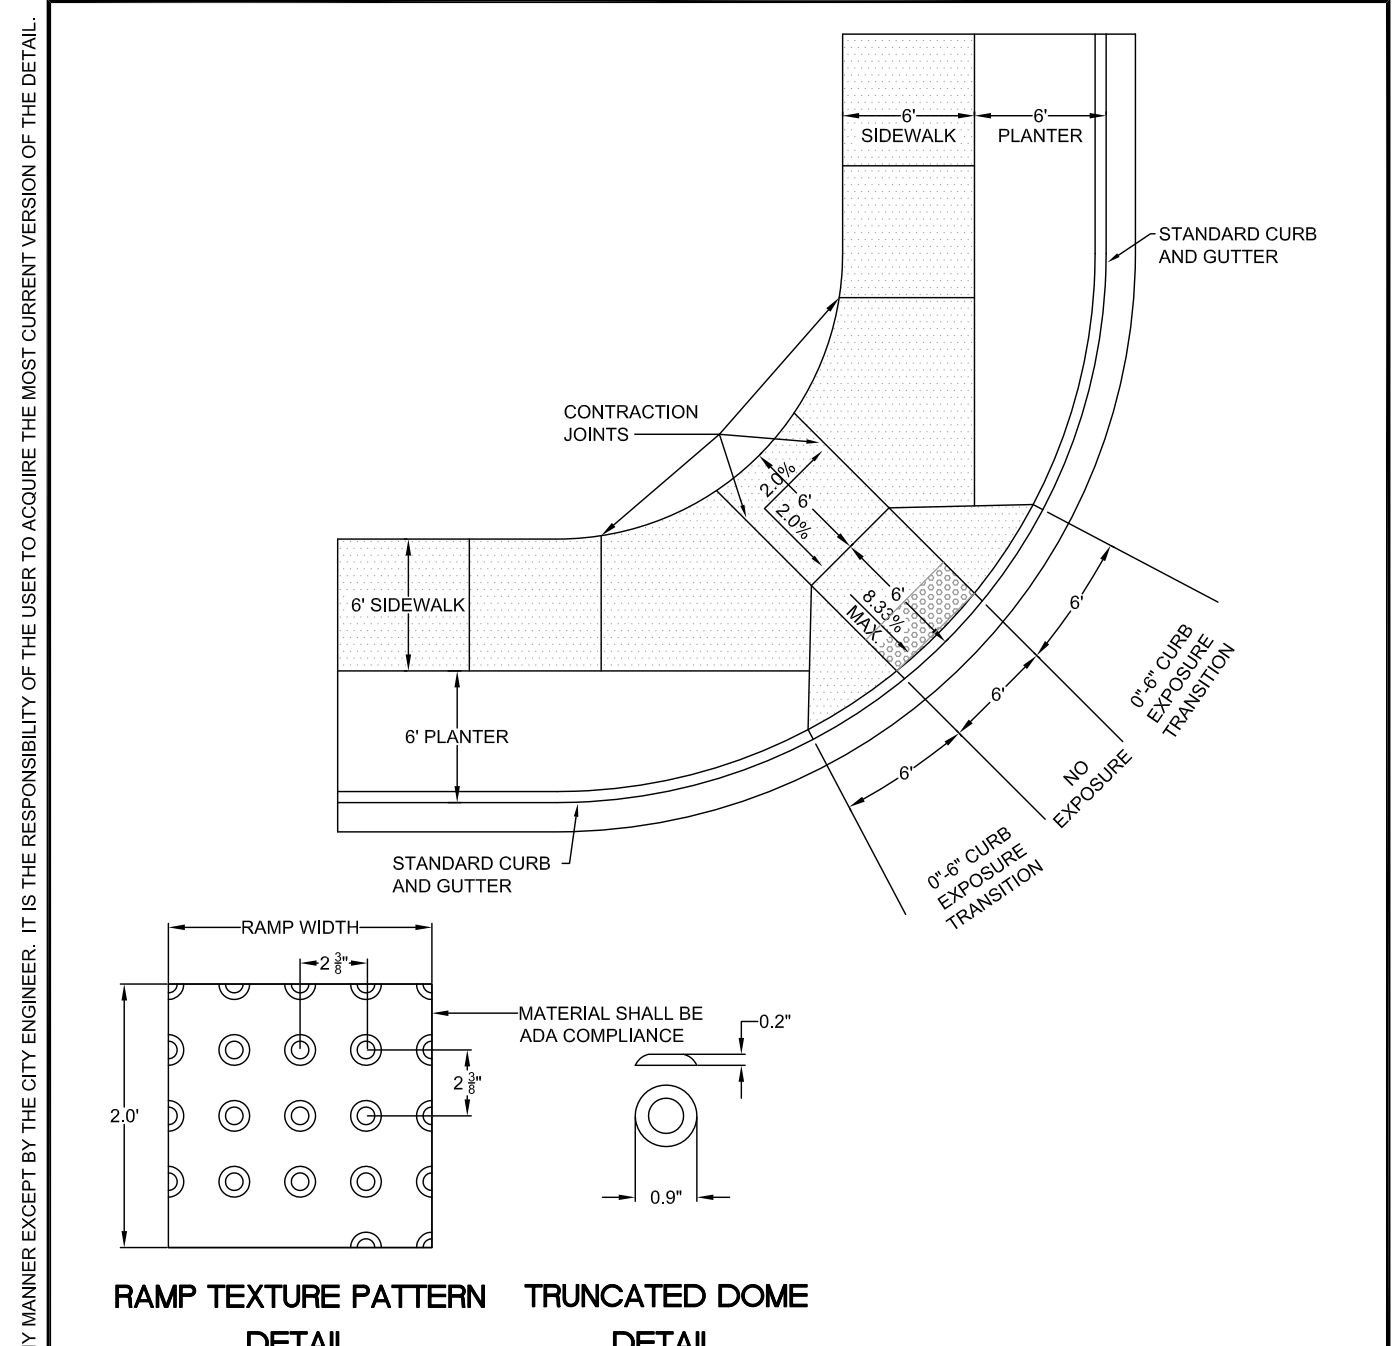 NY MANNER EXCEPT BY THE CITY ENGINEER. IT IS THE RESPONSIBILITY OF THE USER TO ACQUIRE THE MOST CURRENT VERSION OF THE DETAIL.
6'
SIDEWALK
6'
PLANTER
STANDARD CURB
AND GUTTER
CONTRACTION
JOINTS
2.0%
6'
2.0%
6'
8.33%
MAX.
6' SIDEWALK
6' PLANTER
6'
6'
6'
0"-6" CURB
EXPOSURE
TRANSITION
NO
EXPOSURE
0"-6" CURB
EXPOSURE
TRANSITION
STANDARD CURB
AND GUTTER
RAMP WIDTH
2 3/8"
MATERIAL SHALL BE
ADA COMPLIANCE
2 3/8"
2.0'
0.2"
0.9"
RAMP TEXTURE PATTERN
DETAIL
TRUNCATED DOME
DETAIL